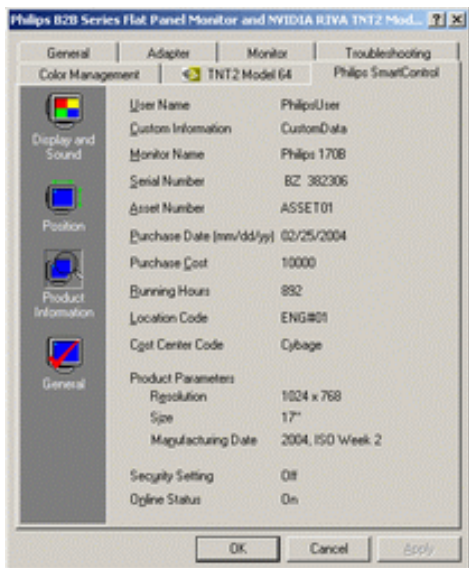 Philips B2B Series Flat Panel Monitor and NVIDIA RIVA TNT2 Mod... ? ×
General Adapter Monitor Troubleshooting
Color Management TNT2 Model 64 Philips SmartControl
Display and Sound
Position
Product Information
General
User Name PhilipsUser
Custom Information CustomData
Monitor Name Philips 170B
Serial Number BZ 382306
Asset Number ASSET01
Purchase Date (mm/dd/yy) 02/25/2004
Purchase Cost 10000
Running Hours 892
Location Code ENG#01
Cost Center Code Cybage
Product Parameters
Resolution 1024 x 768
Size 17"
Manufacturing Date 2004, ISO Week 2
Security Setting Off
Online Status On
OK Cancel Apply